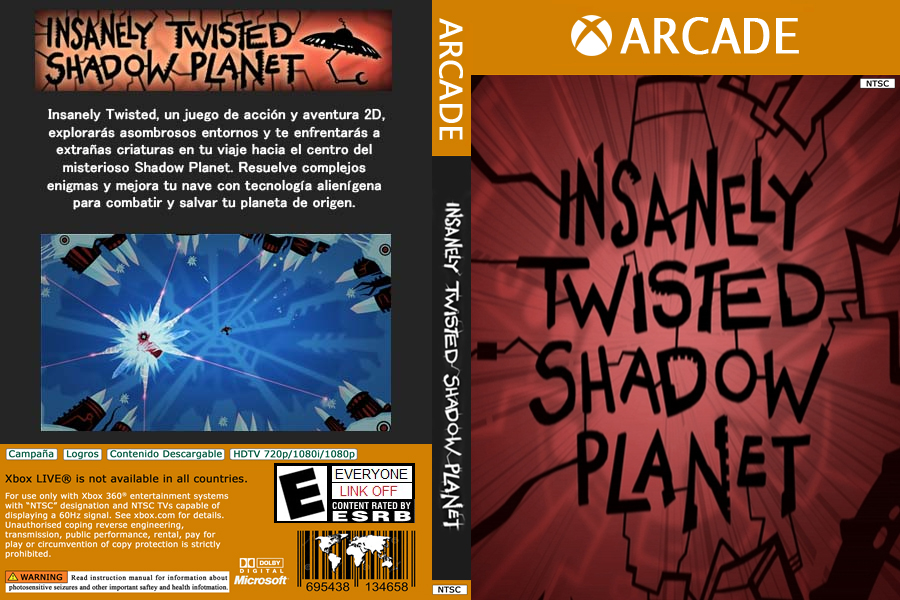 INSANELY TWISTED
SHADOW PLANET
Insanely Twisted, un juego de acción y aventura 2D,
explorarás asombrosos entornos y te enfrentarás a
extrañas criaturas en tu viaje hacia el centro del
misterioso Shadow Planet. Resuelve complejos
enigmas y mejora tu nave con tecnología alienígena
para combatir y salvar tu planeta de origen.
Campaña Logros Contenido Descargable HDTV 720p/1080i/1080p
Xbox LIVE® is not available in all countries.
For use only with Xbox 360® entertainment systems
with “NTSC” designation and NTSC TVs capable of
displaying a 60Hz signal. See xbox.com for details.
Unauthorised coping reverse engineering,
transmission, public performance, rental, pay for
play or circumvention of copy protection is strictly
prohibited.
WARNING Read instruction manual for information about
photosensitive seizures and other important saftey and health infotmation.
DOLBY
DIGITAL
Microsoft®
E
EVERYONE
LINK OFF
CONTENT RATED BY
ESRB
695438 134658
ARCADE
INSANELY TWISTED SHADOW PLANET
NTSC
ARCADE
NTSC
INSANELY
TWISTED
SHADOW
PLANET